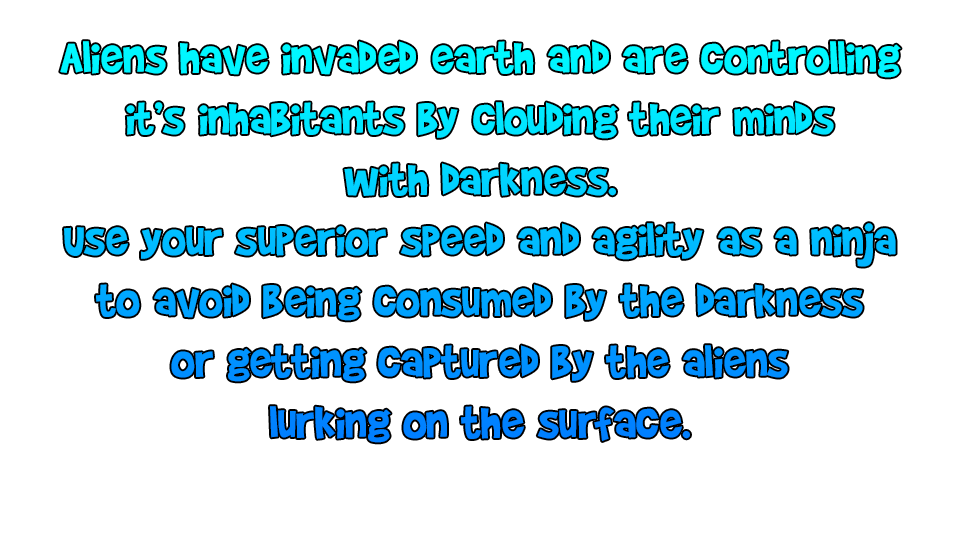 Aliens have invaded earth and are controlling
it's inhabitants by clouding their minds
with darkness.
Use your superior speed and agility as a ninja
to avoid being consumed by the darkness
or getting captured by the aliens
lurking on the surface.